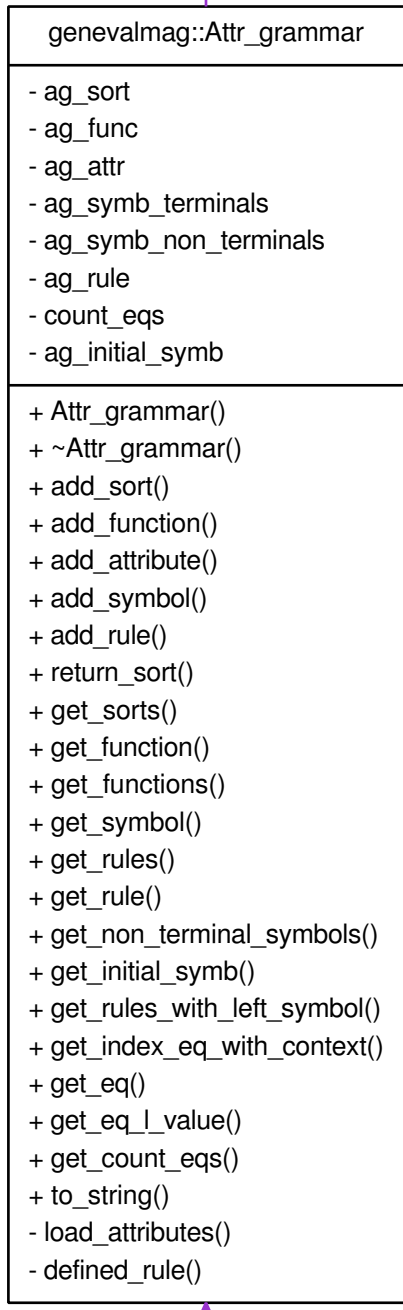 genevalmag::Attr_grammar
- ag_sort
- ag_func
- ag_attr
- ag_symb_terminals
- ag_symb_non_terminals
- ag_rule
- count_eqs
- ag_initial_symb
+ Attr_grammar()
+ ~Attr_grammar()
+ add_sort()
+ add_function()
+ add_attribute()
+ add_symbol()
+ add_rule()
+ return_sort()
+ get_sorts()
+ get_function()
+ get_functions()
+ get_symbol()
+ get_rules()
+ get_rule()
+ get_non_terminal_symbols()
+ get_initial_symb()
+ get_rules_with_left_symbol()
+ get_index_eq_with_context()
+ get_eq()
+ get_eq_l_value()
+ get_count_eqs()
+ to_string()
- load_attributes()
- defined_rule()